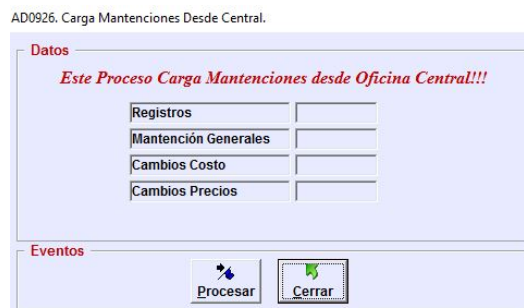 AD0926. Carga Mantenciones Desde Central.
Datos
Este Proceso Carga Mantenciones desde Oficina Central!!!
Registros
Mantención Generales
Cambios Costo
Cambios Precios
Eventos
Procesar Cerrar